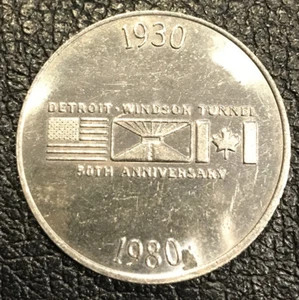 1930
DETROIT-WINDSOR TUNNEL
50TH ANNIVERSARY
1980